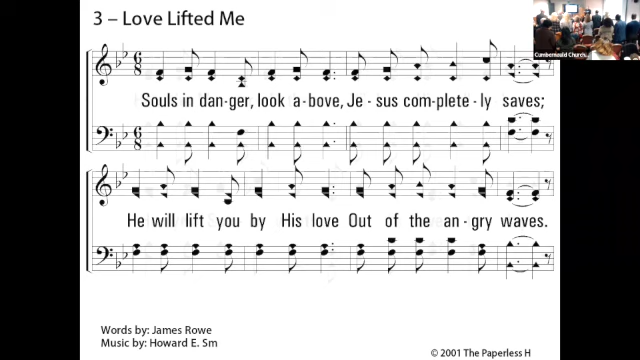 3 – Love Lifted Me
Cumbernauld Church
Souls in dan-ger, look a-bove, Je - sus com-plete - ly saves;
He will lift you by His love Out of the an - gry waves.
Words by: James Rowe
Music by: Howard E. Sm
© 2001 The Paperless H